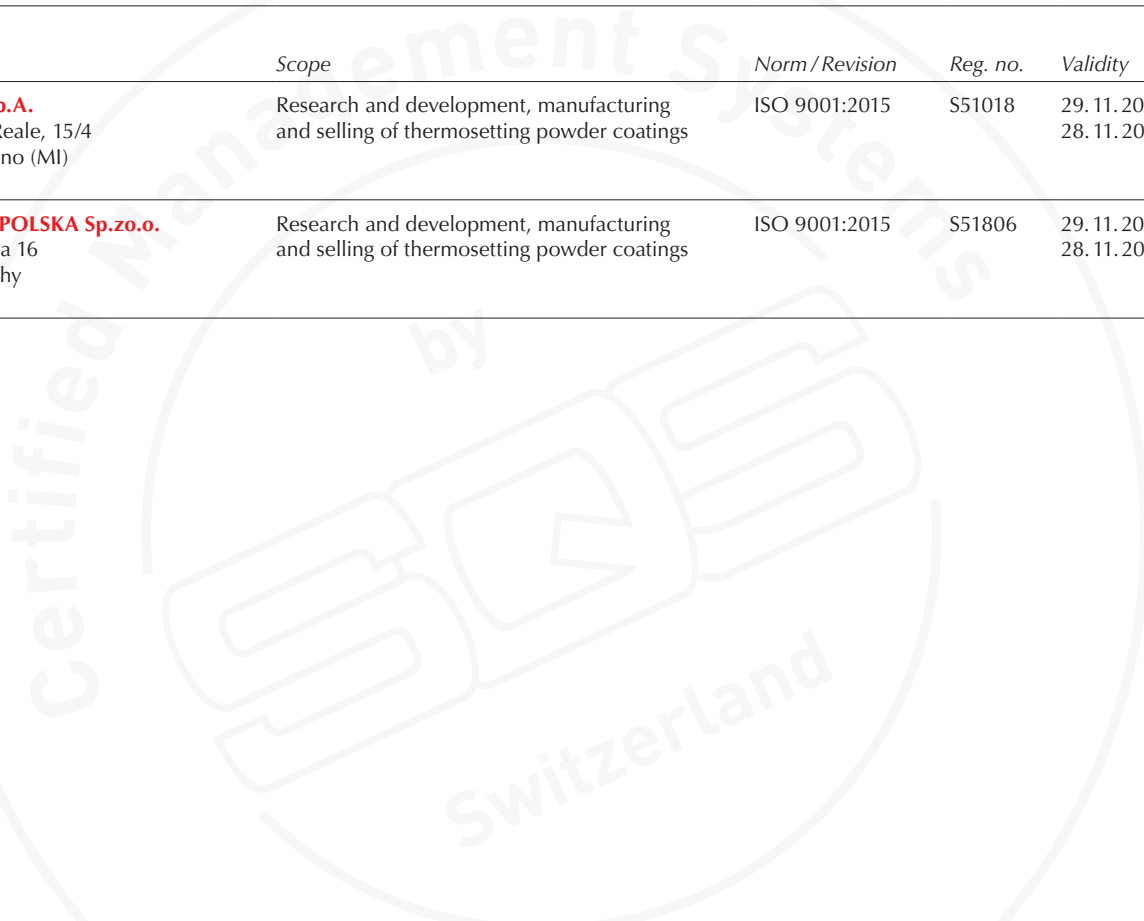 Scope Norm / Revision Reg. no. Validity
p.A. Research and development, manufacturing ISO 9001:2015 S51018 29.11.20
Reale, 15/4 and selling of thermosetting powder coatings 28.11.20
no (MI)
POLSKA Sp.zo.o. Research and development, manufacturing ISO 9001:2015 S51806 29.11.20
a 16 and selling of thermosetting powder coatings 28.11.20
hy
Certified Management Systems
by
SQS
Switzerland